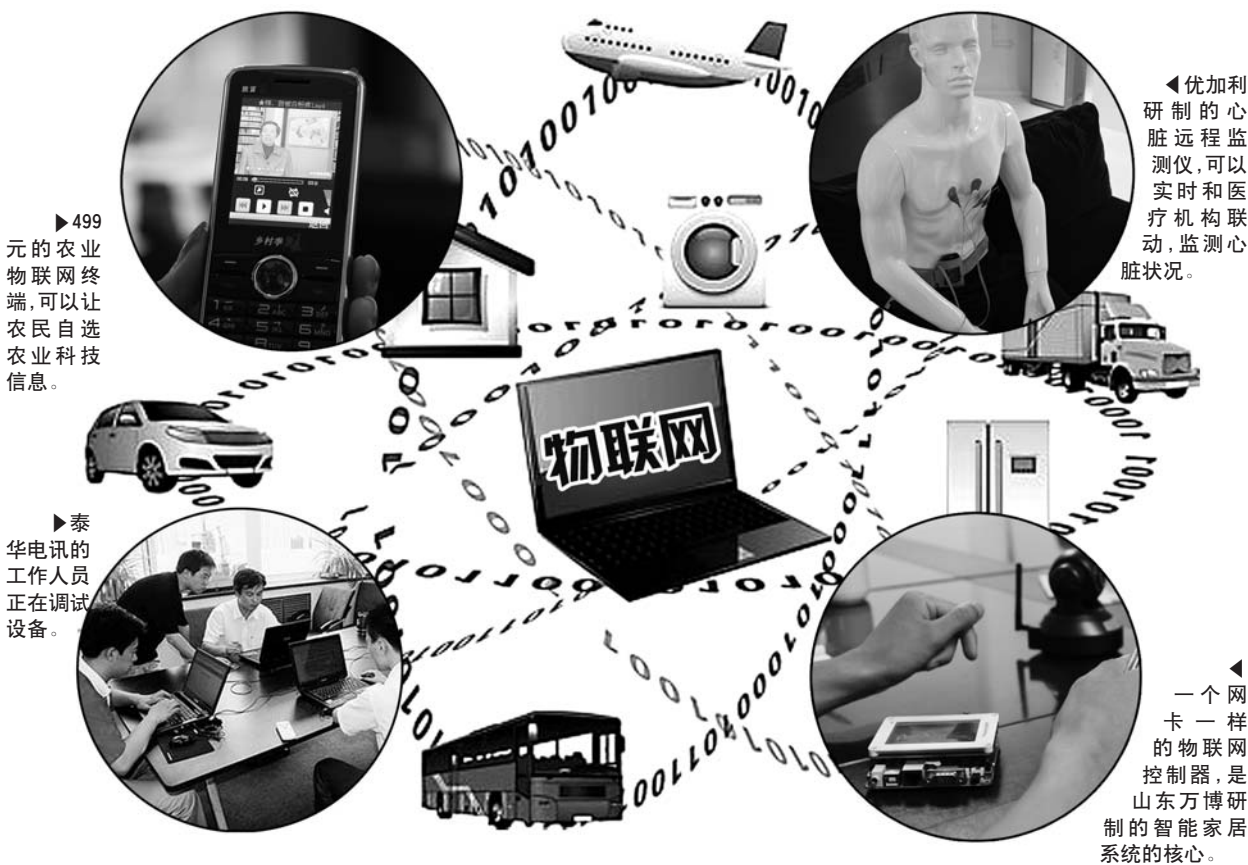 ◀优加利
研制的心
脏远程监
测仪,可以
实时和医
疗机构联
动,监测心
脏状况。
▶499
元的农业
物联网终
端,可以让
农民自选
农业科技
信息。
乡村事
物联网
▶泰
华电讯的
工作人员
正在调试
设备。
◀
一个网
卡一样
的物联网
控制器,是
山东万博研
制的智能家居
系统的核心。